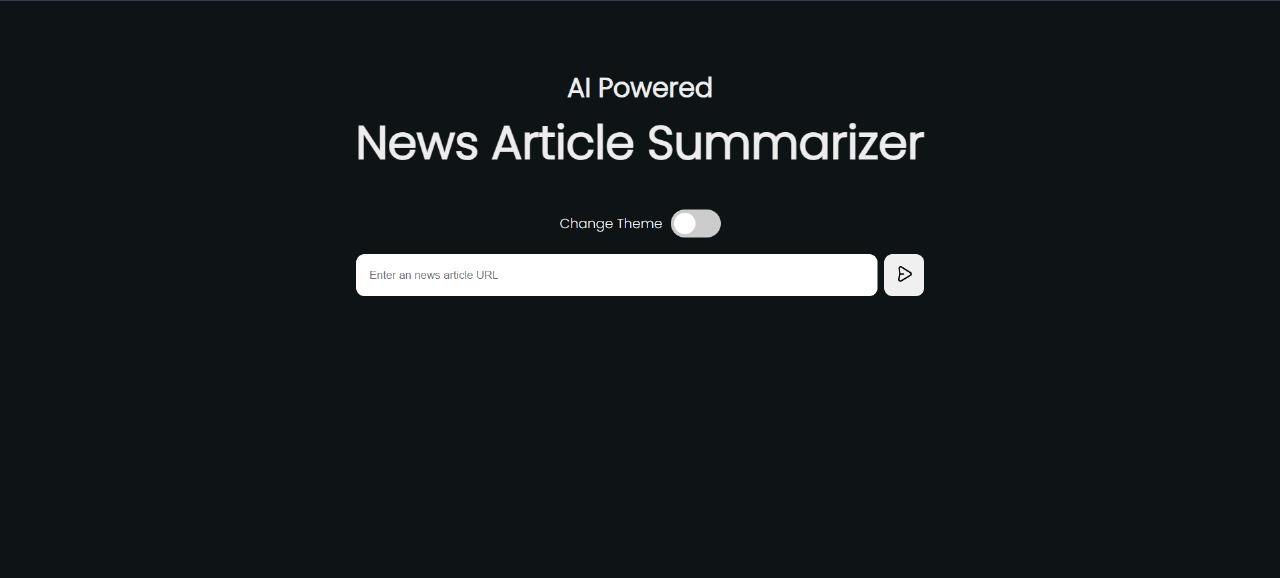 AI Powered
News Article Summarizer
Change Theme
Enter an news article URL